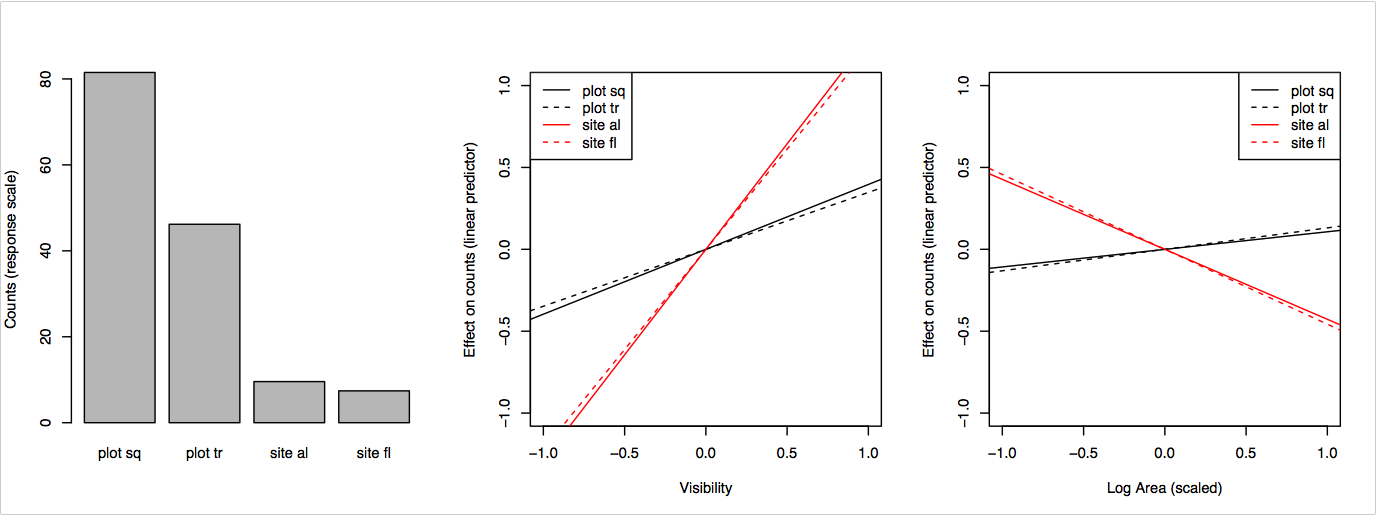 Counts (response scale)
80
60
40
20
0
plot sq plot tr site al site fl
Effect on counts (linear predictor)
1.0
0.5
0.0
−0.5
−1.0
plot sq
plot tr
site al
site fl
−1.0 −0.5 0.0 0.5 1.0
Visibility
Effect on counts (linear predictor)
1.0
0.5
0.0
−0.5
−1.0
plot sq
plot tr
site al
site fl
−1.0 −0.5 0.0 0.5 1.0
Log Area (scaled)